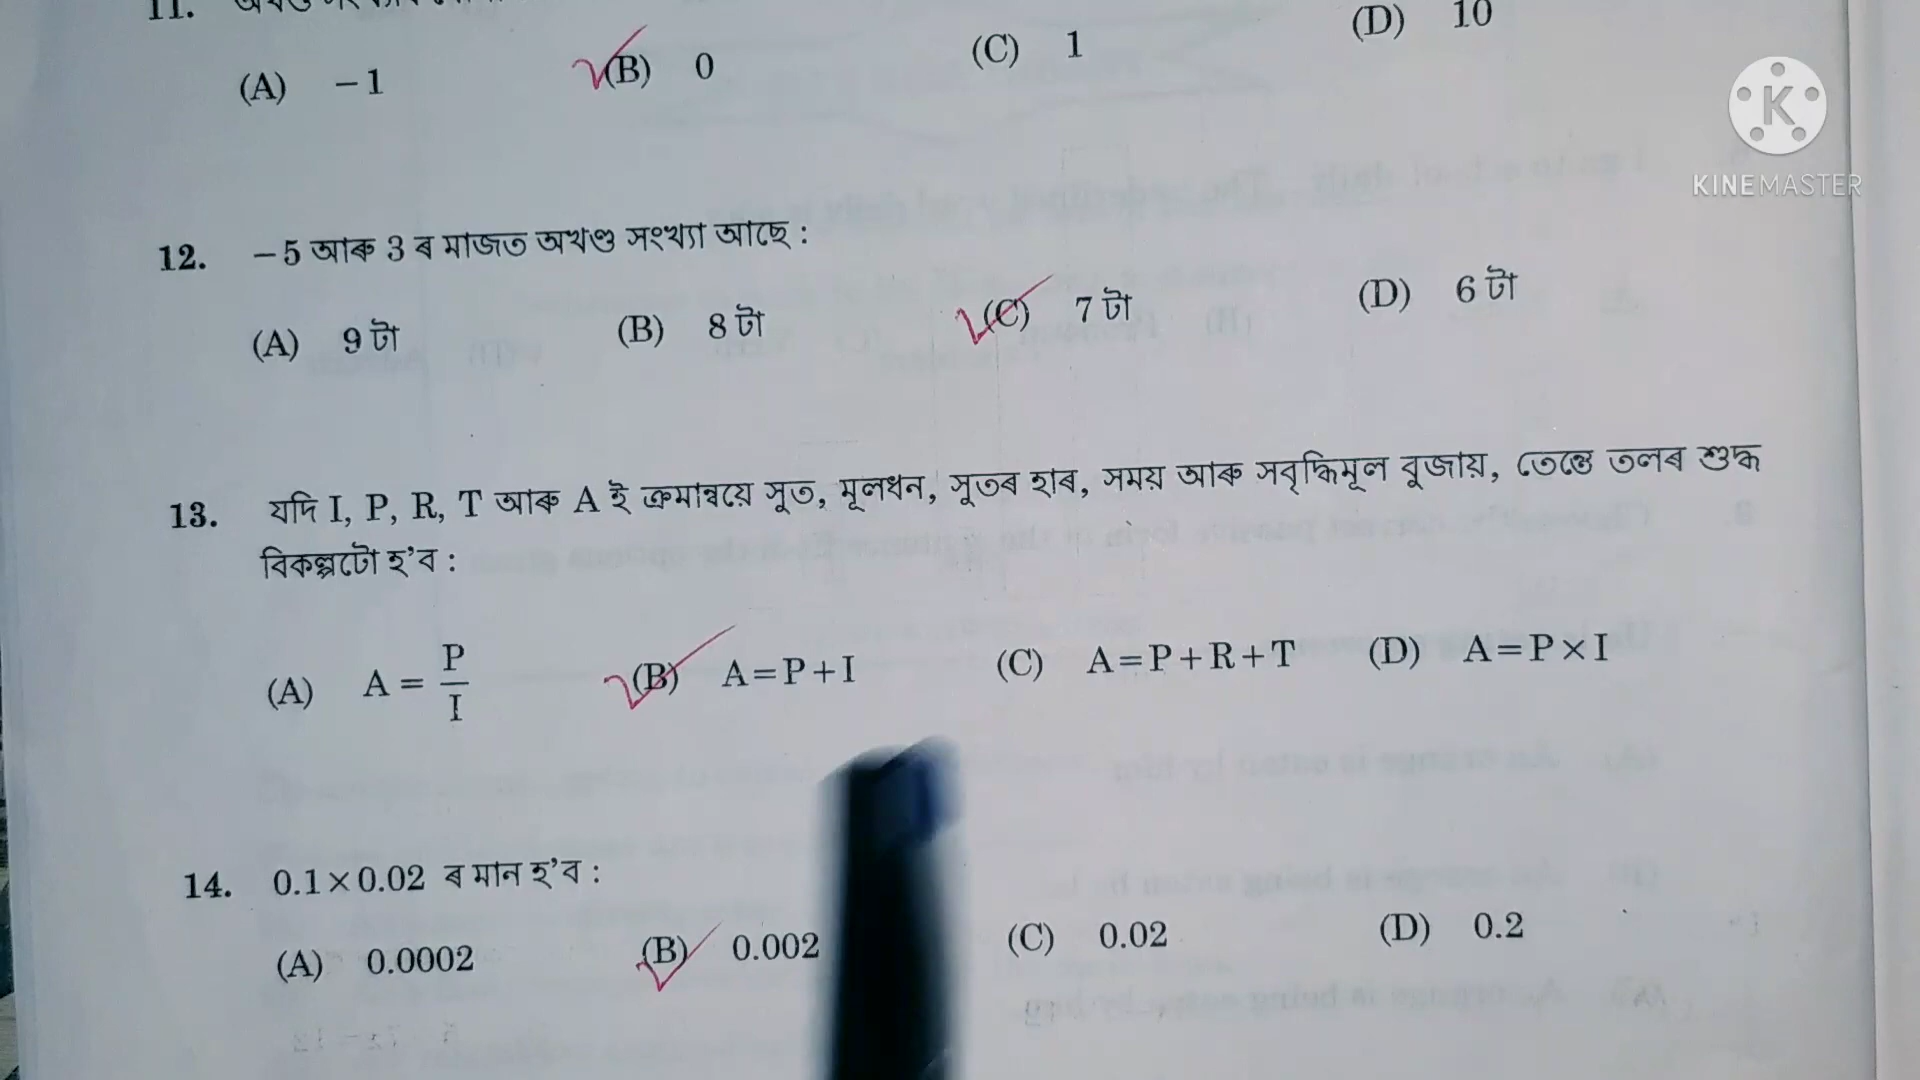 11.
(A) – 1 (B) 0 (C) 1 (D) 10
KINEMASTER
12. – 5 আৰু 3 ৰ মাজত অখণ্ড সংখ্যা আছে :
(A) 9 টা (B) 8 টা (C) 7 টা (D) 6 টা
13. যদি I, P, R, T আৰু A ই ক্ৰমান্বয়ে সুত, মূলধন, সুতৰ হাৰ, সময় আৰু সবৃদ্ধিমূল বুজায়, তেন্তে তলৰ শুদ্ধ
বিকল্পটো হ’ব :
(A) A = P/I (B) A=P+I (C) A=P+R+T (D) A=P×I
14. 0.1×0.02 ৰ মান হ’ব :
(A) 0.0002 (B) 0.002 (C) 0.02 (D) 0.2